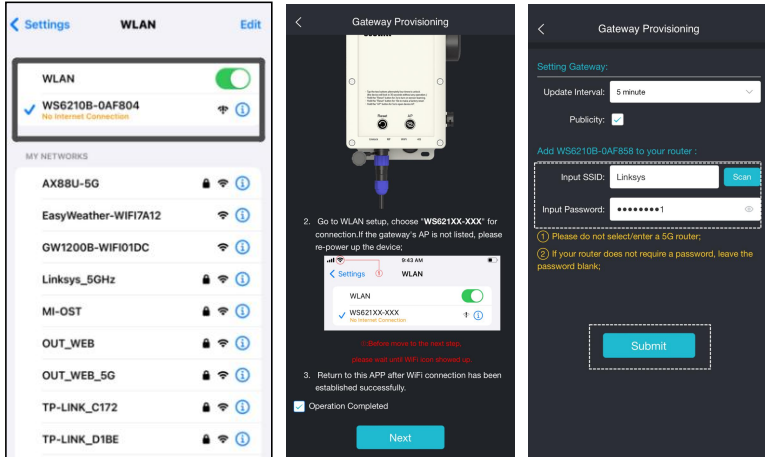 Settings WLAN Edit
WLAN
WS6210B-0AF804
No Internet Connection
MY NETWORKS
AX88U-5G
EasyWeather-WIFI7A12
GW1200B-WIFI01DC
Linksys_5GHz
MI-OST
OUT_WEB
OUT_WEB_5G
TP-LINK_C172
TP-LINK_D1BE
Gateway Provisioning
Reset AP
2. Go to WLAN setup, choose "WS621XX-XXX" for
connection.If the gateway's AP is not listed, please
re-power up the device;
9:43 AM
Settings ① WLAN
WLAN
WS621XX-XXX
No Internet Connection
①:Before move to the next step,
please wait until WiFi icon showed up.
3. Return to this APP after WiFi connection has been
established successfully.
Operation Completed
Next
Gateway Provisioning
Setting Gateway:
Update Interval: 5 minute
Publicity:
Add WS6210B-0AF858 to your router :
Input SSID: Linksys Scan
Input Password: ••••••••1
① Please do not select/enter a 5G router;
② If your router does not require a password, leave the
password blank;
Submit